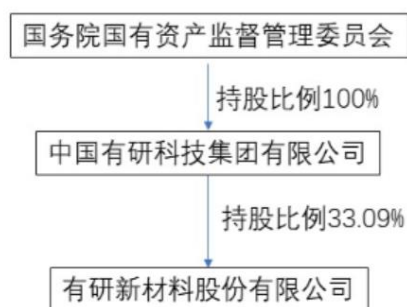 国务院国有资产监督管理委员会
持股比例100%
中国有研科技集团有限公司
持股比例33.09%
有研新材料股份有限公司